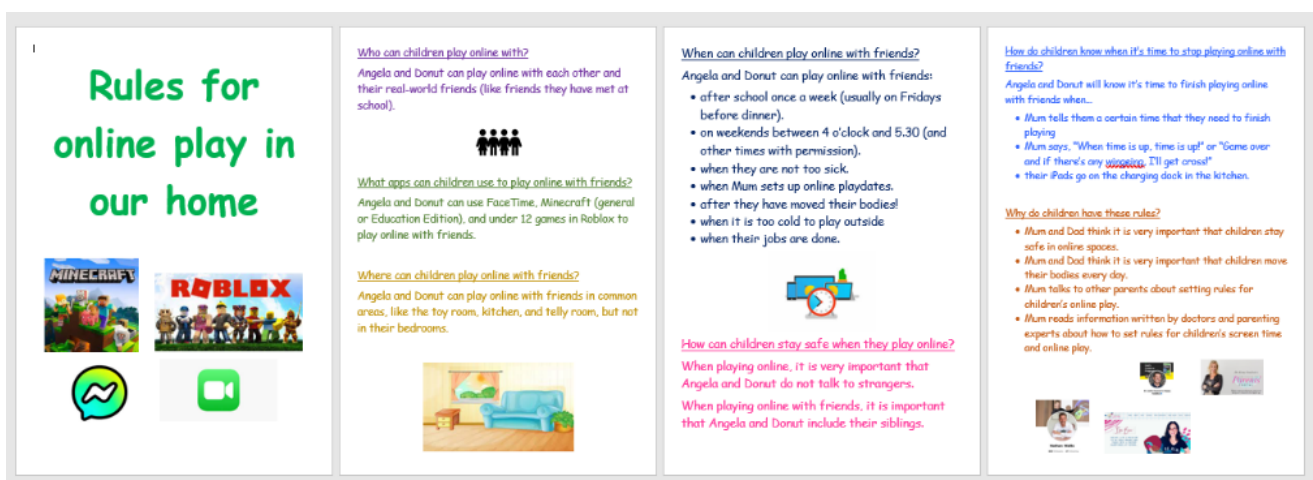 Rules for
online play in
our home
MINECRAFT
ROBLOX
Who can children play online with?
Angela and Donut can play online with each other and
their real-world friends (like friends they have met at
school).
What apps can children use to play online with friends?
Angela and Donut can use FaceTime, Minecraft (general
or Education Edition), and under 12 games in Roblox to
play online with friends.
Where can children play online with friends?
Angela and Donut can play online with friends in common
areas, like the toy room, kitchen, and telly room, but not
in their bedrooms.
When can children play online with friends?
Angela and Donut can play online with friends:
• after school once a week (usually on Fridays
before dinner).
• on weekends between 4 o'clock and 5.30 (and
other times with permission).
• when they are not too sick.
• when Mum sets up online playdates.
• after they have moved their bodies!
• when it is too cold to play outside
• when their jobs are done.
How can children stay safe when they play online?
When playing online, it is very important that
Angela and Donut do not talk to strangers.
When playing online with friends, it is important
that Angela and Donut include their siblings.
How do children know when it's time to stop playing online with
friends?
Angela and Donut will know it's time to finish playing online
with friends when...
• Mum tells them a certain time that they need to finish
playing
• Mum says, "When time is up, time is up!" or "Game over
and if there's any wingeing, I'll get cross!"
• their iPads go on the charging dock in the kitchen.
Why do children have these rules?
• Mum and Dad think it is very important that children stay
safe in online spaces.
• Mum and Dad think it is very important that children move
their bodies every day.
• Mum talks to other parents about setting rules for
children's online play.
• Mum reads information written by doctors and parenting
experts about how to set rules for children's screen time
and online play.